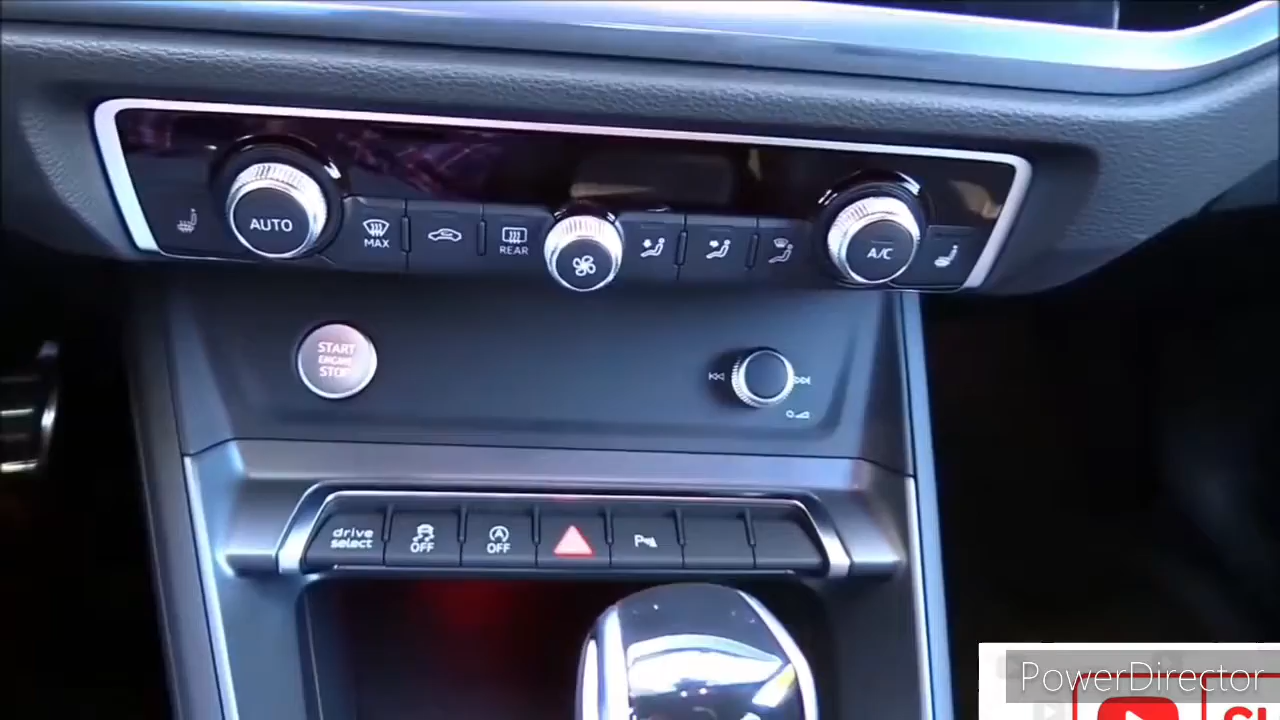 AUTO
MAX
REAR
A/C
START
ENGINE
STOP
drive
select
OFF
A
OFF
P
PowerDirector